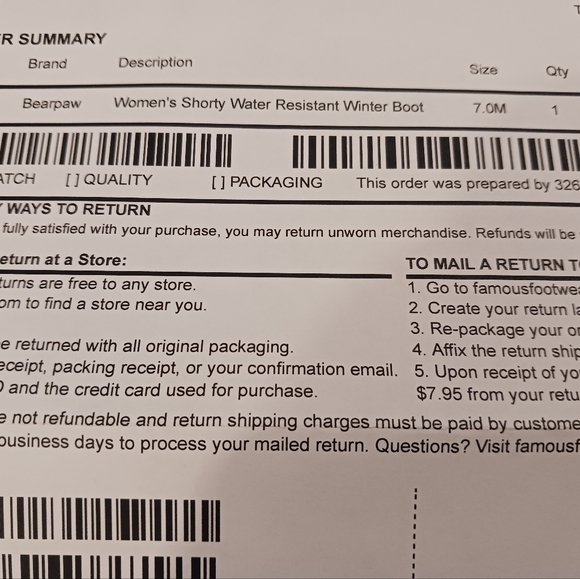 T
R SUMMARY
Brand Description Size Qty
Bearpaw Women's Shorty Water Resistant Winter Boot 7.0M 1
ATCH [ ] QUALITY [ ] PACKAGING This order was prepared by 326
WAYS TO RETURN
fully satisfied with your purchase, you may return unworn merchandise. Refunds will be
eturn at a Store:
turns are free to any store.
om to find a store near you.
e returned with all original packaging.
eceipt, packing receipt, or your confirmation email.
D and the credit card used for purchase.
TO MAIL A RETURN T
1. Go to famousfootwea
2. Create your return la
3. Re-package your or
4. Affix the return ship
5. Upon receipt of yo
$7.95 from your retu
e not refundable and return shipping charges must be paid by custome
business days to process your mailed return. Questions? Visit famousf